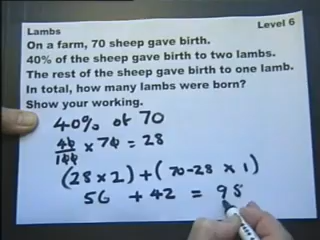 Lambs Level 6
On a farm, 70 sheep gave birth.
40% of the sheep gave birth to two lambs.
The rest of the sheep gave birth to one lamb.
In total, how many lambs were born?
Show your working.
40% of 70
40/100 x 70 = 28
(28 x 2) + (70-28 x 1)
56 + 42 = 98